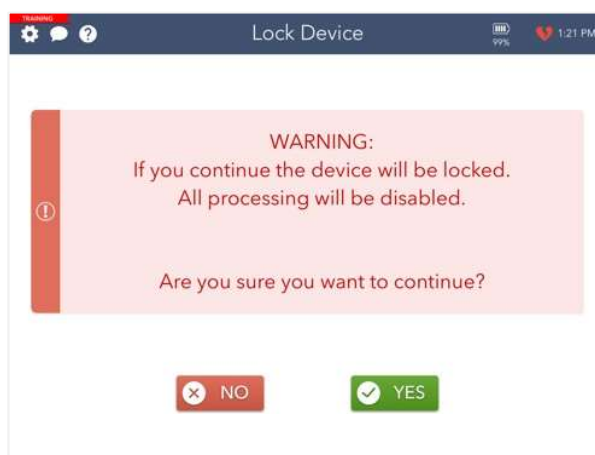 TRAINING
Lock Device
99%
1:21 PM
WARNING:
If you continue the device will be locked.
All processing will be disabled.
Are you sure you want to continue?
NO
YES